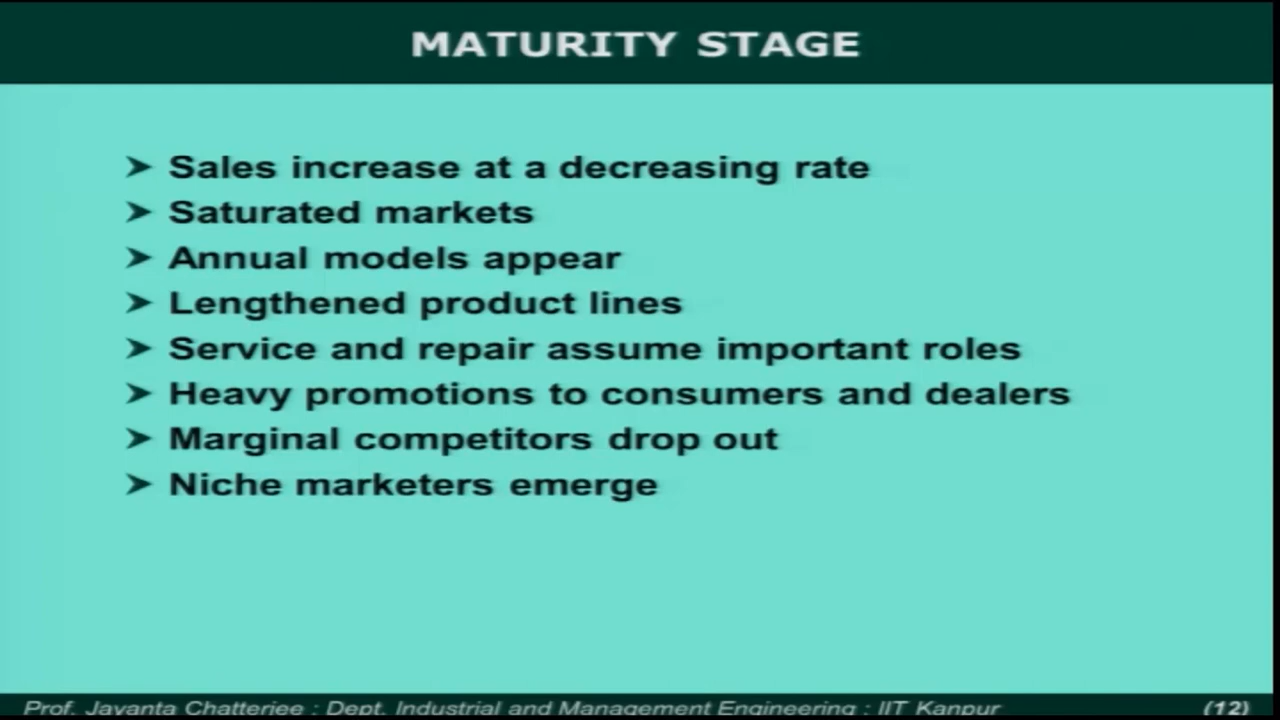 MATURITY STAGE
➤ Sales increase at a decreasing rate
➤ Saturated markets
➤ Annual models appear
➤ Lengthened product lines
➤ Service and repair assume important roles
➤ Heavy promotions to consumers and dealers
➤ Marginal competitors drop out
➤ Niche marketers emerge
Prof. Jayanta Chatterjee : Dept. Industrial and Management Engineering : IIT Kanpur (12)